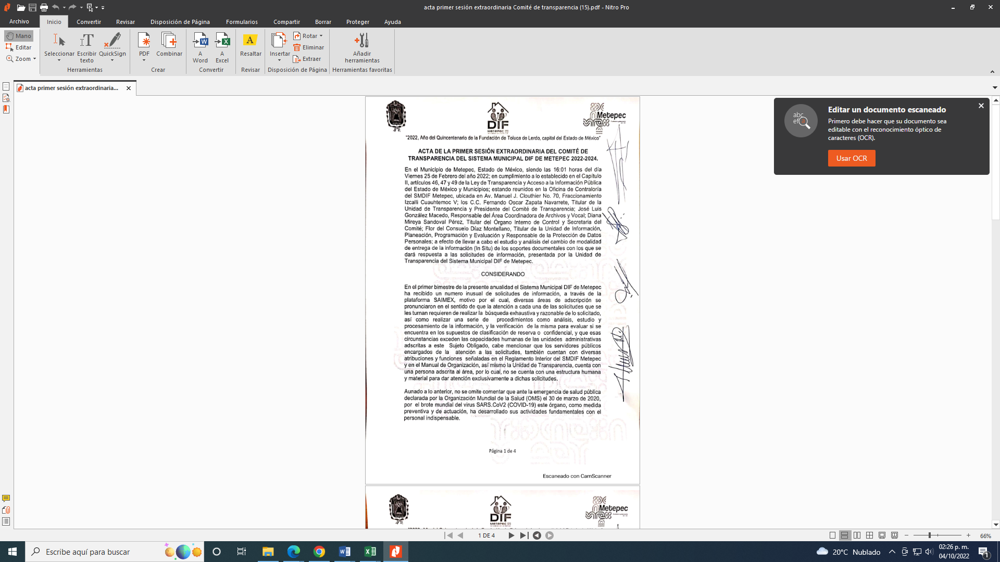 acta primer sesión extraordinaria Comité de transparencia (15).pdf - Nitro Pro
Archivo Inicio Convertir Revisar Disposición de Página Formularios Compartir Borrar Proteger Ayuda
Mano
Editar
Zoom
Seleccionar
Escribir texto
QuickSign
Herramientas
PDF
Combinar
Crear
A Word
A Excel
Convertir
A
Resaltar
Revisar
Insertar
Rotar
Eliminar
Extraer
Disposición de Página
Añadir herramientas
Herramientas favoritas
acta primer sesión extraordinaria...
Editar un documento escaneado
Primero debe hacer que su documento sea
editable con el reconocimiento óptico de
caracteres (OCR).
Usar OCR
DIF
METEPEC
Metepec
"2022, Año del Quincentenario de la Fundación de Toluca de Lerdo, capital del Estado de México"
ACTA DE LA PRIMER SESIÓN EXTRAORDINARIA DEL COMITÉ DE
TRANSPARENCIA DEL SISTEMA MUNICIPAL DIF DE METEPEC 2022-2024.
En el Municipio de Metepec, Estado de México, siendo las 16:01 horas del día
Viernes 25 de Febrero del año 2022; en cumplimiento a lo establecido en el Capítulo
II, artículos 46, 47 y 49 de la Ley de Transparencia y Acceso a la Información Pública
del Estado de México y Municipios; estando reunidos en la Oficina de Contraloría
del SMDIF Metepec, ubicada en Av. Manuel J. Clouthier No. 70, Fraccionamiento
Izcalli Cuauhtemoc V; los C.C. Fernando Oscar Zapata Navarrete, Titular de la
Unidad de Transparencia y Presidente del Comité de Transparencia; José Luis
González Macedo, Responsable del Área Coordinadora de Archivos y Vocal; Diana
Mireya Sandoval Pérez, Titular del Órgano Interno de Control y Secretaria del
Comité; Flor del Consuelo Díaz Montellano, Titular de la Unidad de Información,
Planeación, Programación y Evaluación y Responsable de la Protección de Datos
Personales; a efecto de llevar a cabo el estudio y análisis del cambio de modalidad
de entrega de la información (In Situ) de los soportes documentales con los que se
dará respuesta a las solicitudes de información, presentada por la Unidad de
Transparencia del Sistema Municipal DIF de Metepec.
CONSIDERANDO
En el primer bimestre de la presente anualidad el Sistema Municipal DIF de Metepec
ha recibido un numero inusual de solicitudes de información, a través de la
plataforma SAIMEX, motivo por el cual, diversas áreas de adscripción se
pronunciaron en el sentido de que la atención a cada una de las solicitudes que se
les turnan requieren de realizar la búsqueda exhaustiva y razonable de lo solicitado,
así como realizar una serie de procedimientos como análisis, estudio y
procesamiento de la información, y la verificación de la misma para evaluar si se
encuentra en los supuestos de clasificación de reserva o confidencial, y que esas
circunstancias exceden las capacidades humanas de las unidades administrativas
adscritas a este Sujeto Obligado, cabe mencionar que los servidores públicos
encargados de la atención a las solicitudes, también cuentan con diversas
atribuciones y funciones señaladas en el Reglamento Interior del SMDIF Metepec
y en el Manual de Organización, así mismo la Unidad de Transparencia, cuenta con
una persona adscrita al área, por lo cual, no se cuenta con una estructura humana
y material para dar atención exclusivamente a dichas solicitudes.
Aunado a lo anterior, no se omite comentar que ante la emergencia de salud pública
declarada por la Organización Mundial de la Salud (OMS) el 30 de marzo de 2020,
por el brote mundial del virus SARS.CoV2 (COVID-19) este órgano, como medida
preventiva y de actuación, ha desarrollado sus actividades fundamentales con el
personal indispensable.
Página 1 de 4
Escaneado con CamScanner
DIF
METEPEC
Metepec
1 DE 4
66%
Escribe aquí para buscar
20°C Nublado
02:26 p. m.
04/10/2022
1